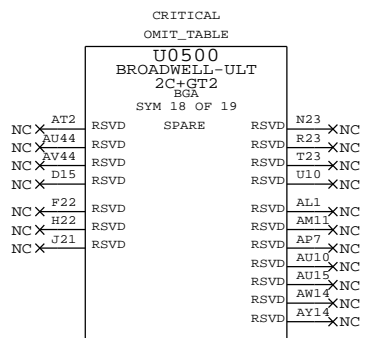 CRITICAL
OMIT_TABLE
U0500
BROADWELL-ULT
2C+GT2
BGA
SYM 18 OF 19
NC AT2 RSVD SPARE RSVD N23 NC
NC AU44 RSVD RSVD R23 NC
NC AV44 RSVD RSVD T23 NC
NC D15 RSVD RSVD U10 NC
NC F22 RSVD RSVD AL1 NC
NC H22 RSVD RSVD AM11 NC
NC J21 RSVD RSVD AP7 NC
RSVD AU10 NC
RSVD AU15 NC
RSVD AW14 NC
RSVD AY14 NC